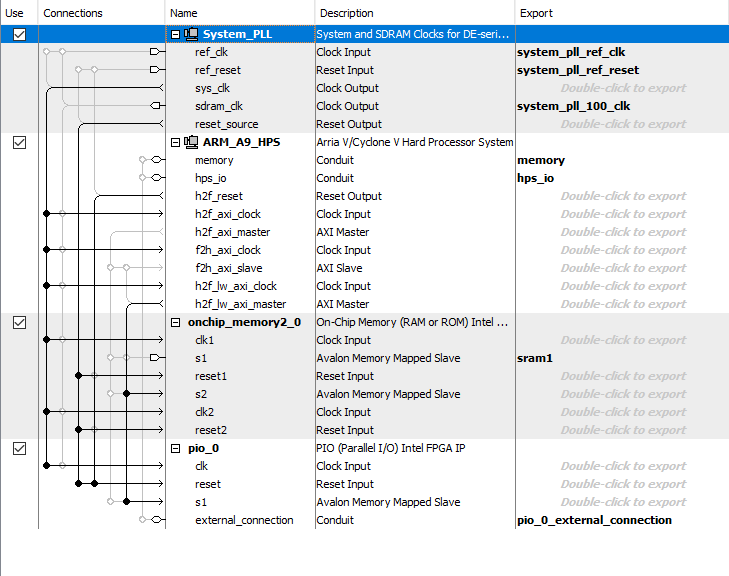 Use Connections Name Description Export
System_PLL System and SDRAM Clocks for DE-seri...
ref_clk Clock Input system_pll_ref_clk
ref_reset Reset Input system_pll_ref_reset
sys_clk Clock Output Double-click to export
sdram_clk Clock Output system_pll_100_clk
reset_source Reset Output Double-click to export
ARM_A9_HPS Arria V/Cyclone V Hard Processor System
memory Conduit memory
hps_io Conduit hps_io
h2f_reset Reset Output Double-click to export
h2f_axi_clock Clock Input Double-click to export
h2f_axi_master AXI Master Double-click to export
f2h_axi_clock Clock Input Double-click to export
f2h_axi_slave AXI Slave Double-click to export
h2f_lw_axi_clock Clock Input Double-click to export
h2f_lw_axi_master AXI Master Double-click to export
onchip_memory2_0 On-Chip Memory (RAM or ROM) Intel ...
clk1 Clock Input Double-click to export
s1 Avalon Memory Mapped Slave sram1
reset1 Reset Input Double-click to export
s2 Avalon Memory Mapped Slave Double-click to export
clk2 Clock Input Double-click to export
reset2 Reset Input Double-click to export
pio_0 PIO (Parallel I/O) Intel FPGA IP
clk Clock Input Double-click to export
reset Reset Input Double-click to export
s1 Avalon Memory Mapped Slave Double-click to export
external_connection Conduit pio_0_external_connection